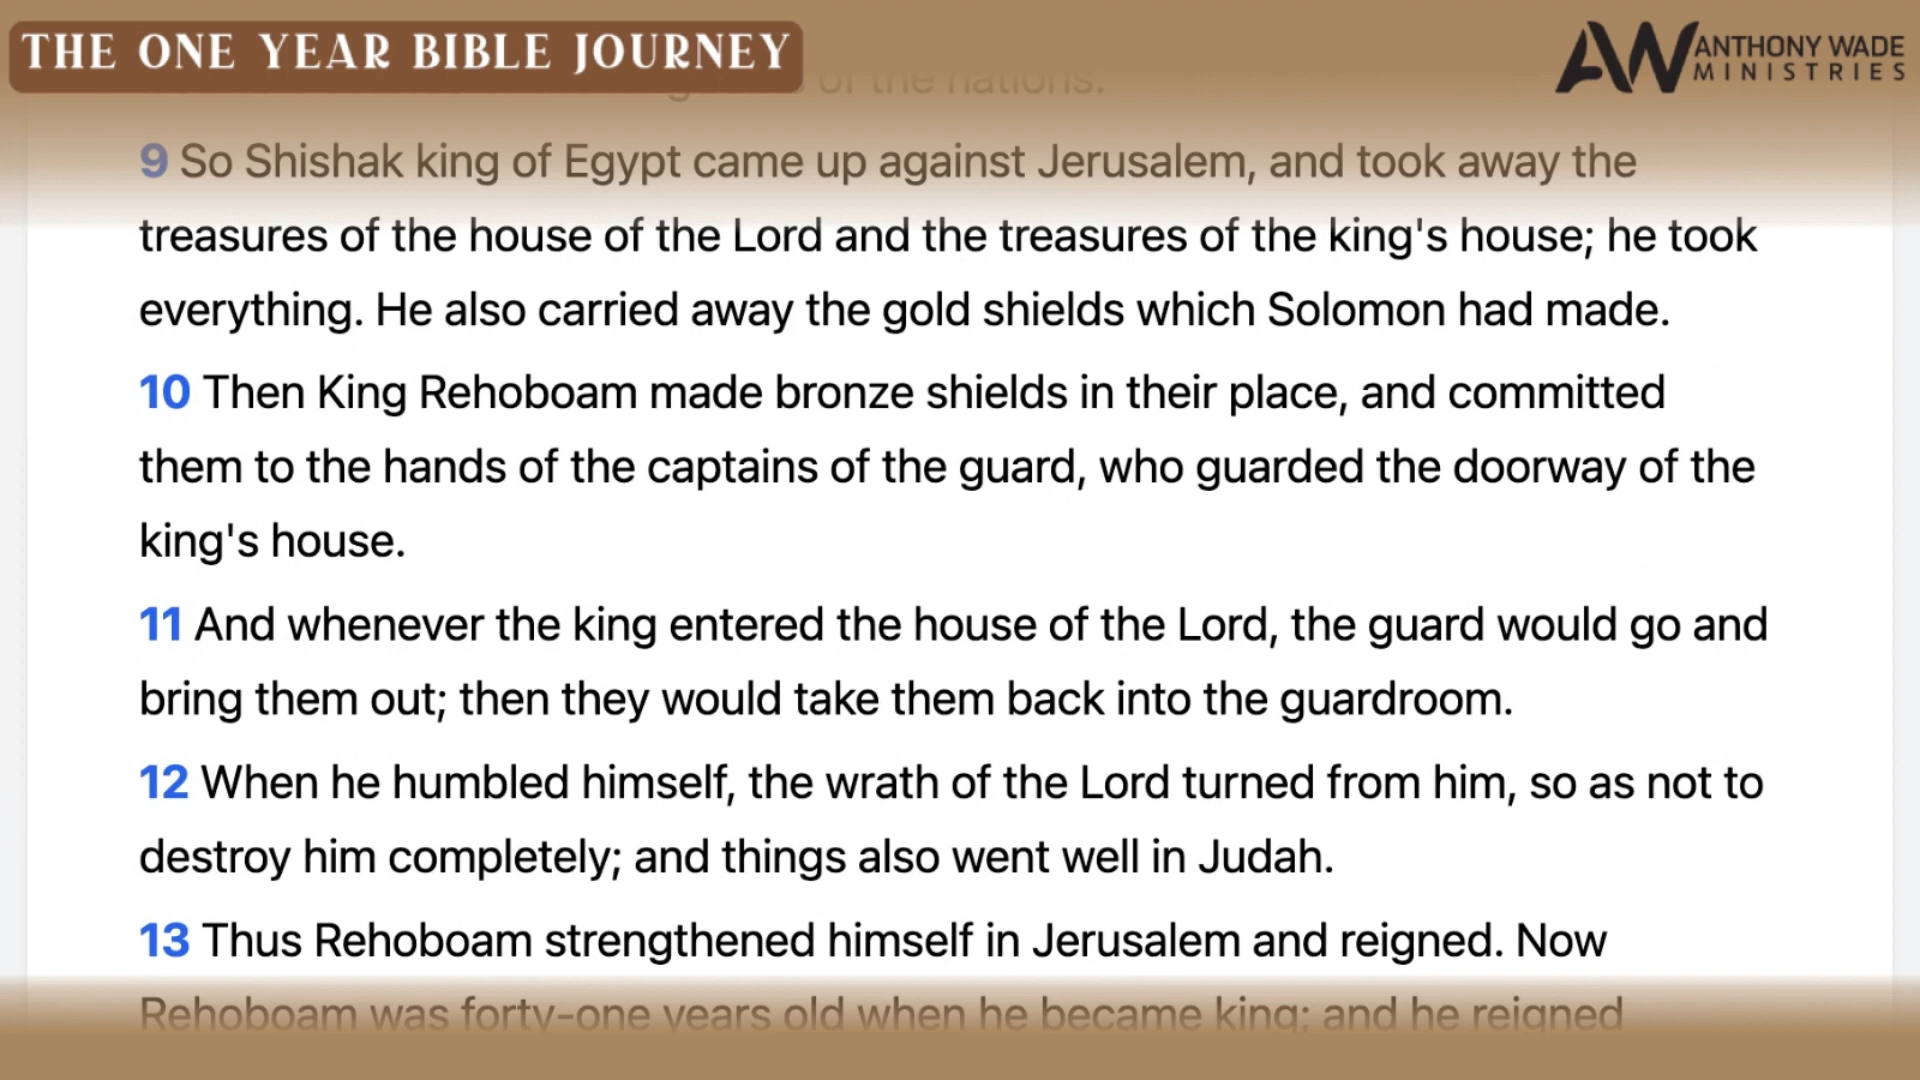 THE ONE YEAR BIBLE JOURNEY
ANTHONY WADE
MINISTRIES
of the nations.
9 So Shishak king of Egypt came up against Jerusalem, and took away the
treasures of the house of the Lord and the treasures of the king's house; he took
everything. He also carried away the gold shields which Solomon had made.
10 Then King Rehoboam made bronze shields in their place, and committed
them to the hands of the captains of the guard, who guarded the doorway of the
king's house.
11 And whenever the king entered the house of the Lord, the guard would go and
bring them out; then they would take them back into the guardroom.
12 When he humbled himself, the wrath of the Lord turned from him, so as not to
destroy him completely; and things also went well in Judah.
13 Thus Rehoboam strengthened himself in Jerusalem and reigned. Now
Rehoboam was forty-one years old when he became king; and he reigned